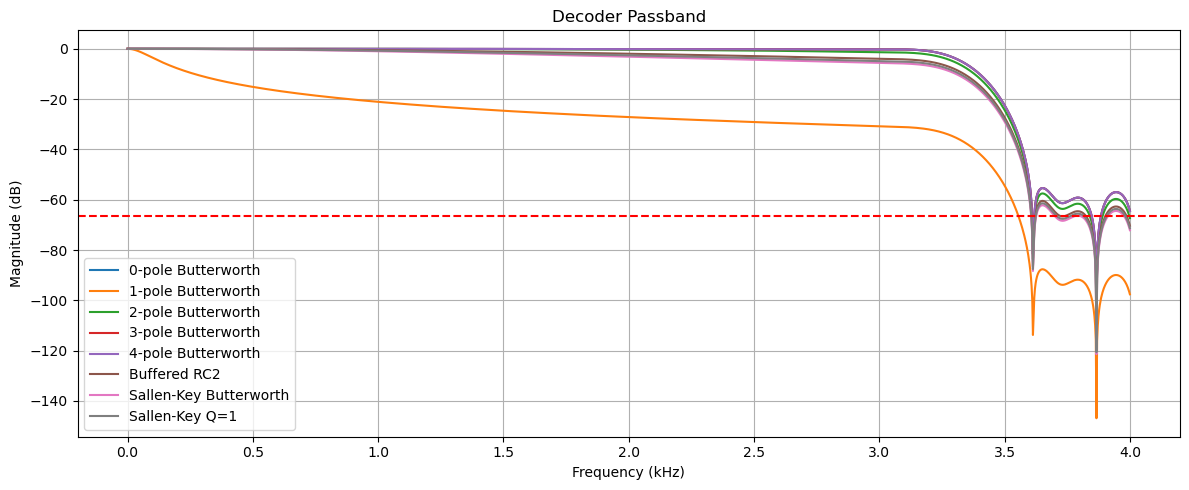 Decoder Passband
Magnitude (dB)
0
−20
−40
−60
−80
−100
−120
−140
0-pole Butterworth
1-pole Butterworth
2-pole Butterworth
3-pole Butterworth
4-pole Butterworth
Buffered RC2
Sallen-Key Butterworth
Sallen-Key Q=1
0.0 0.5 1.0 1.5 2.0 2.5 3.0 3.5 4.0
Frequency (kHz)